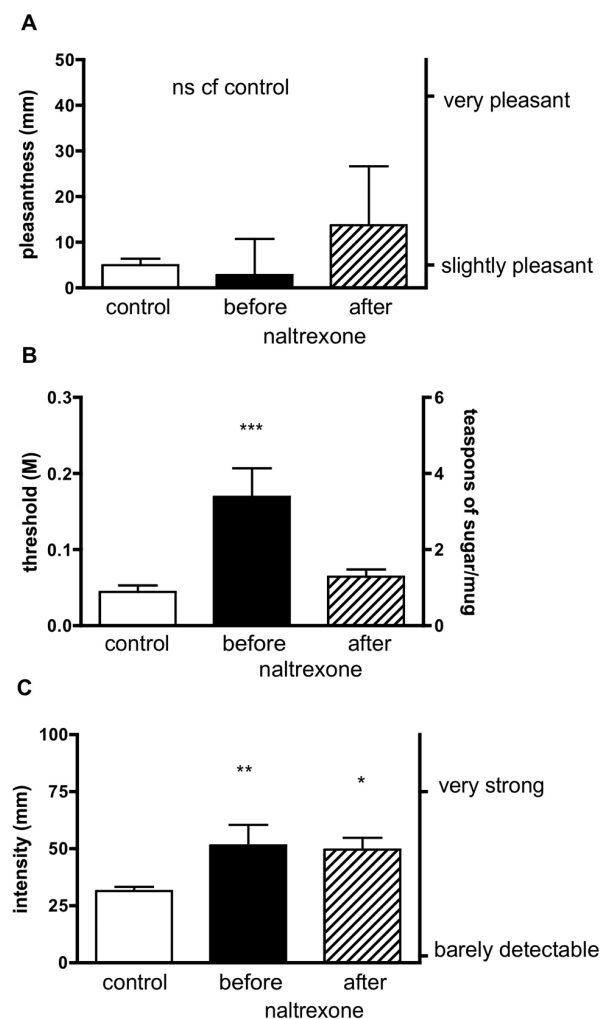 A
pleasantness (mm)
50
40
30
20
10
0
ns cf control
very pleasant
slightly pleasant
control before after
naltrexone
B
threshold (M)
0.3
0.2
0.1
0.0
***
6
4
2
0
teaspons of sugar/mug
control before after
naltrexone
C
intensity (mm)
100
75
50
25
0
**
*
very strong
barely detectable
control before after
naltrexone